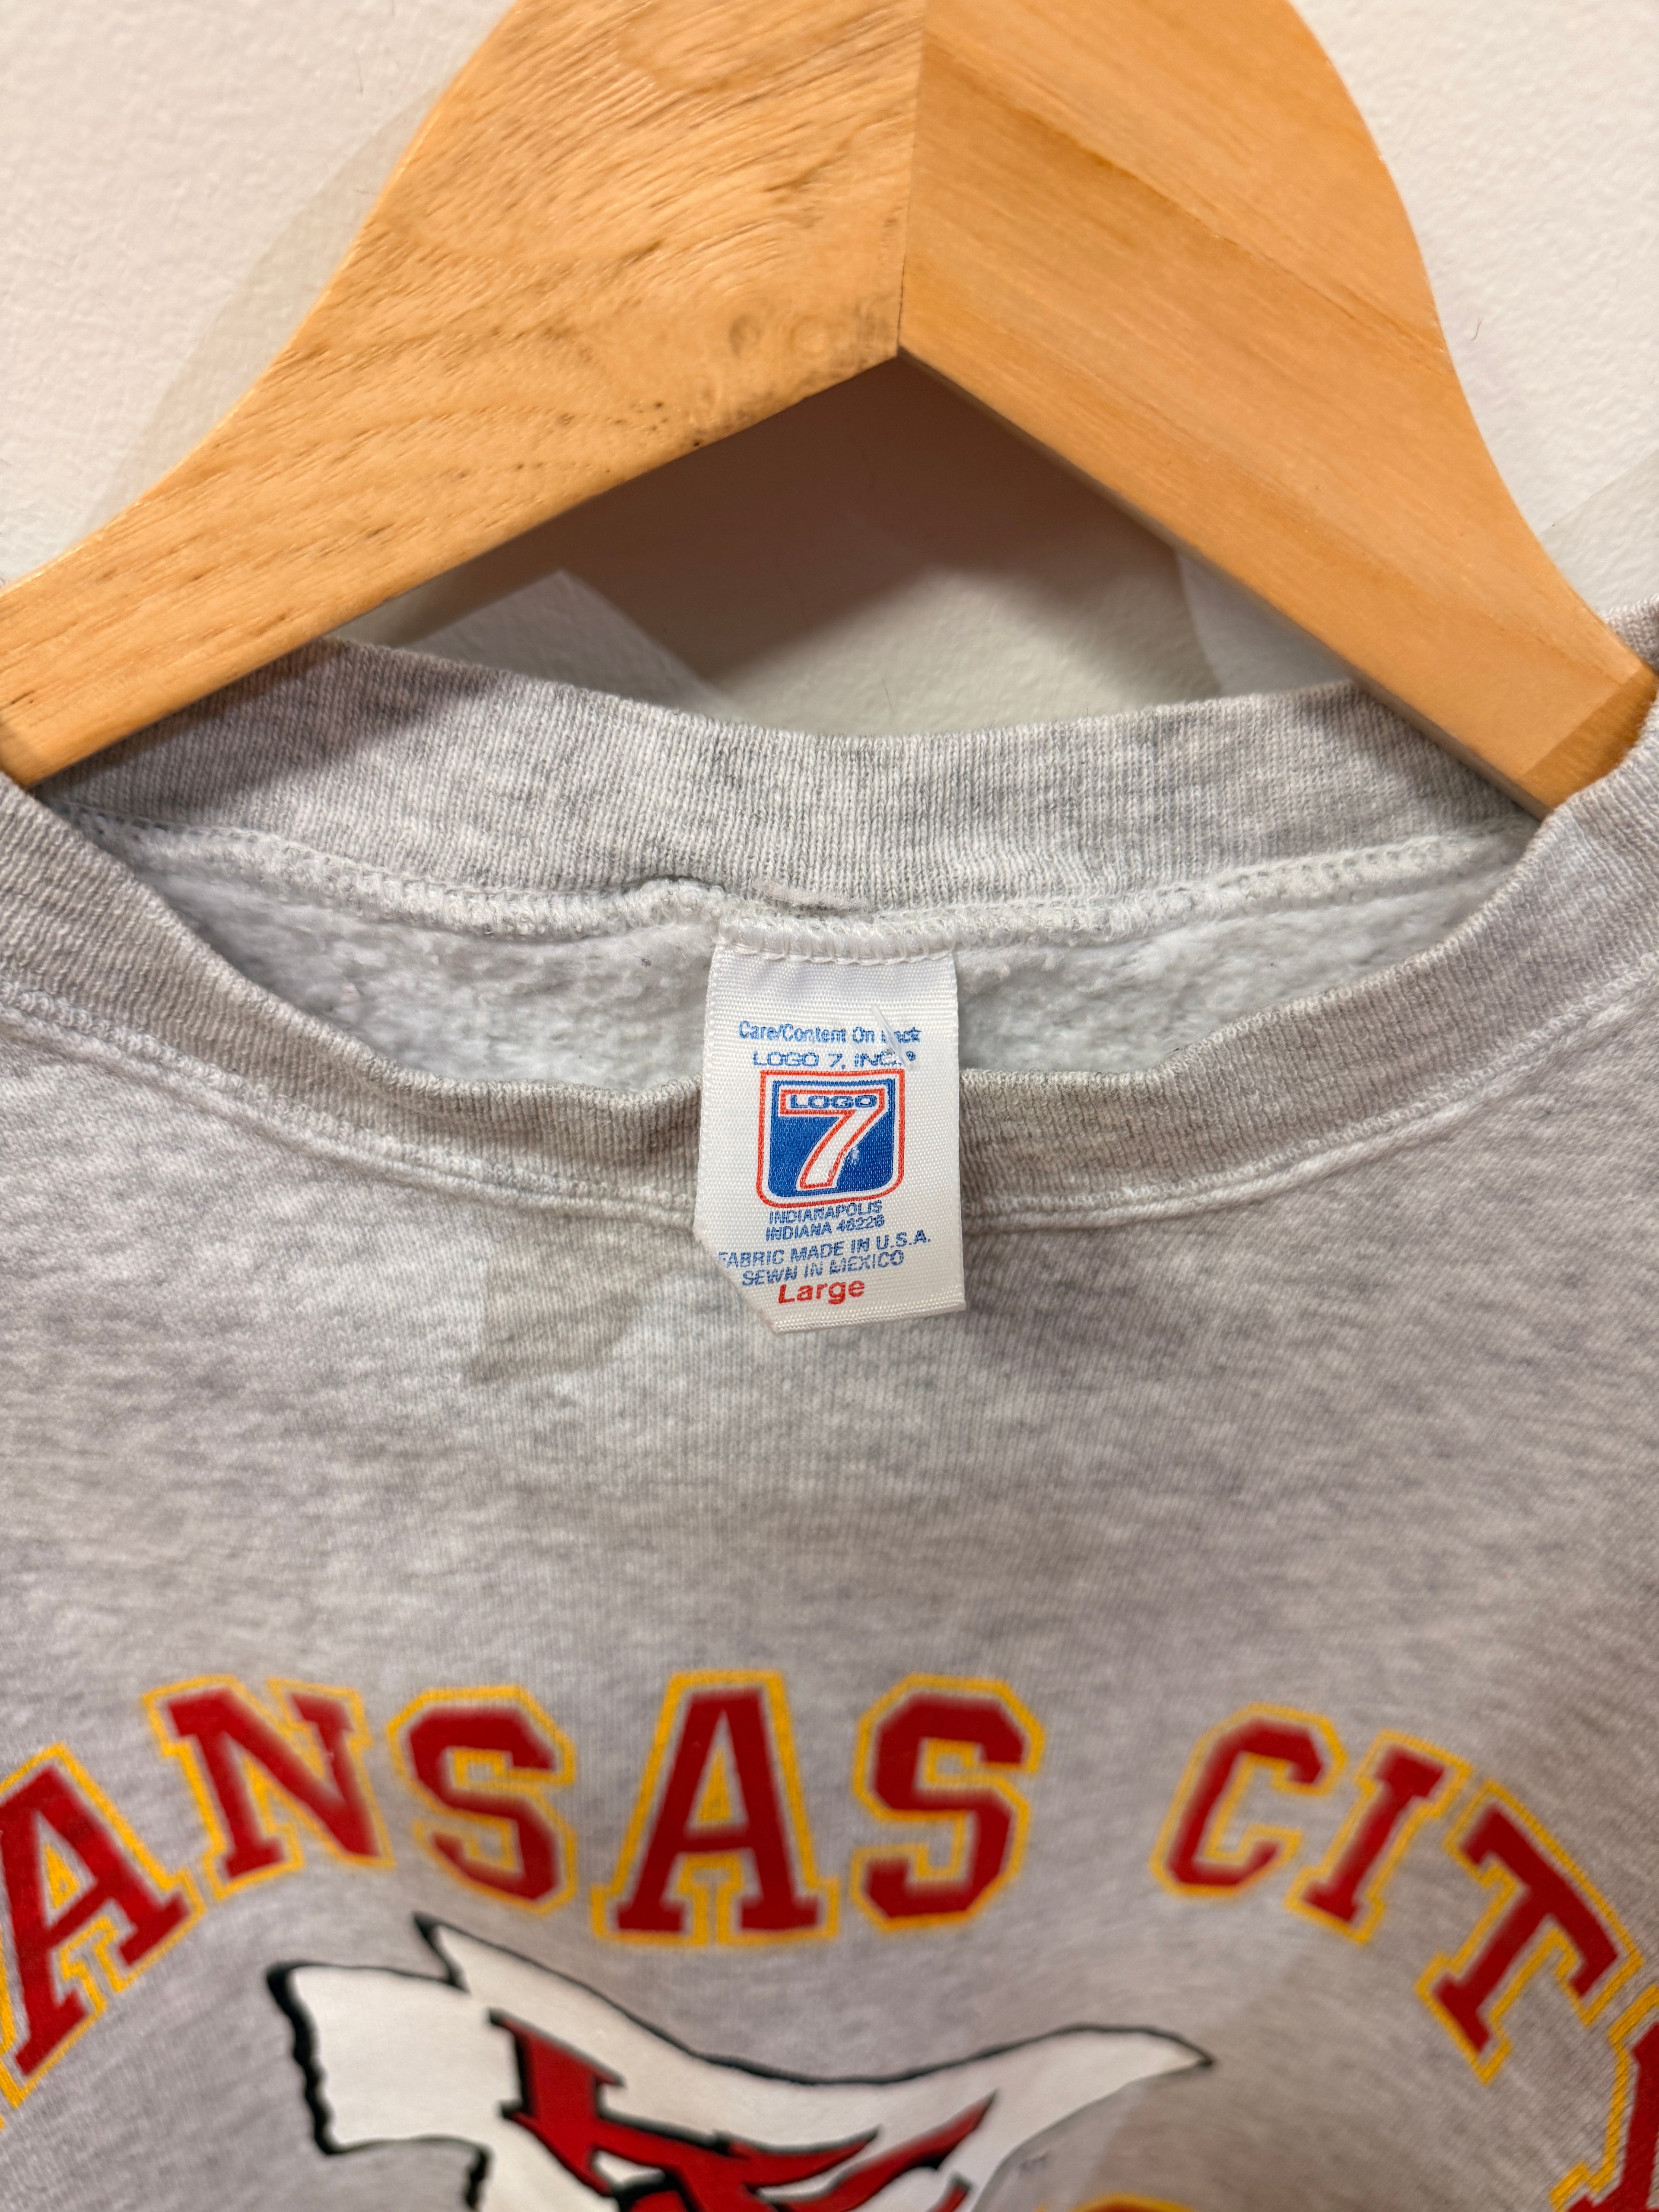 Care/Content On Back
LOGO 7, INC.®
LOGO
7
INDIANAPOLIS
INDIANA 46226
FABRIC MADE IN U.S.A.
SEWN IN MEXICO
Large
ANSAS CIT